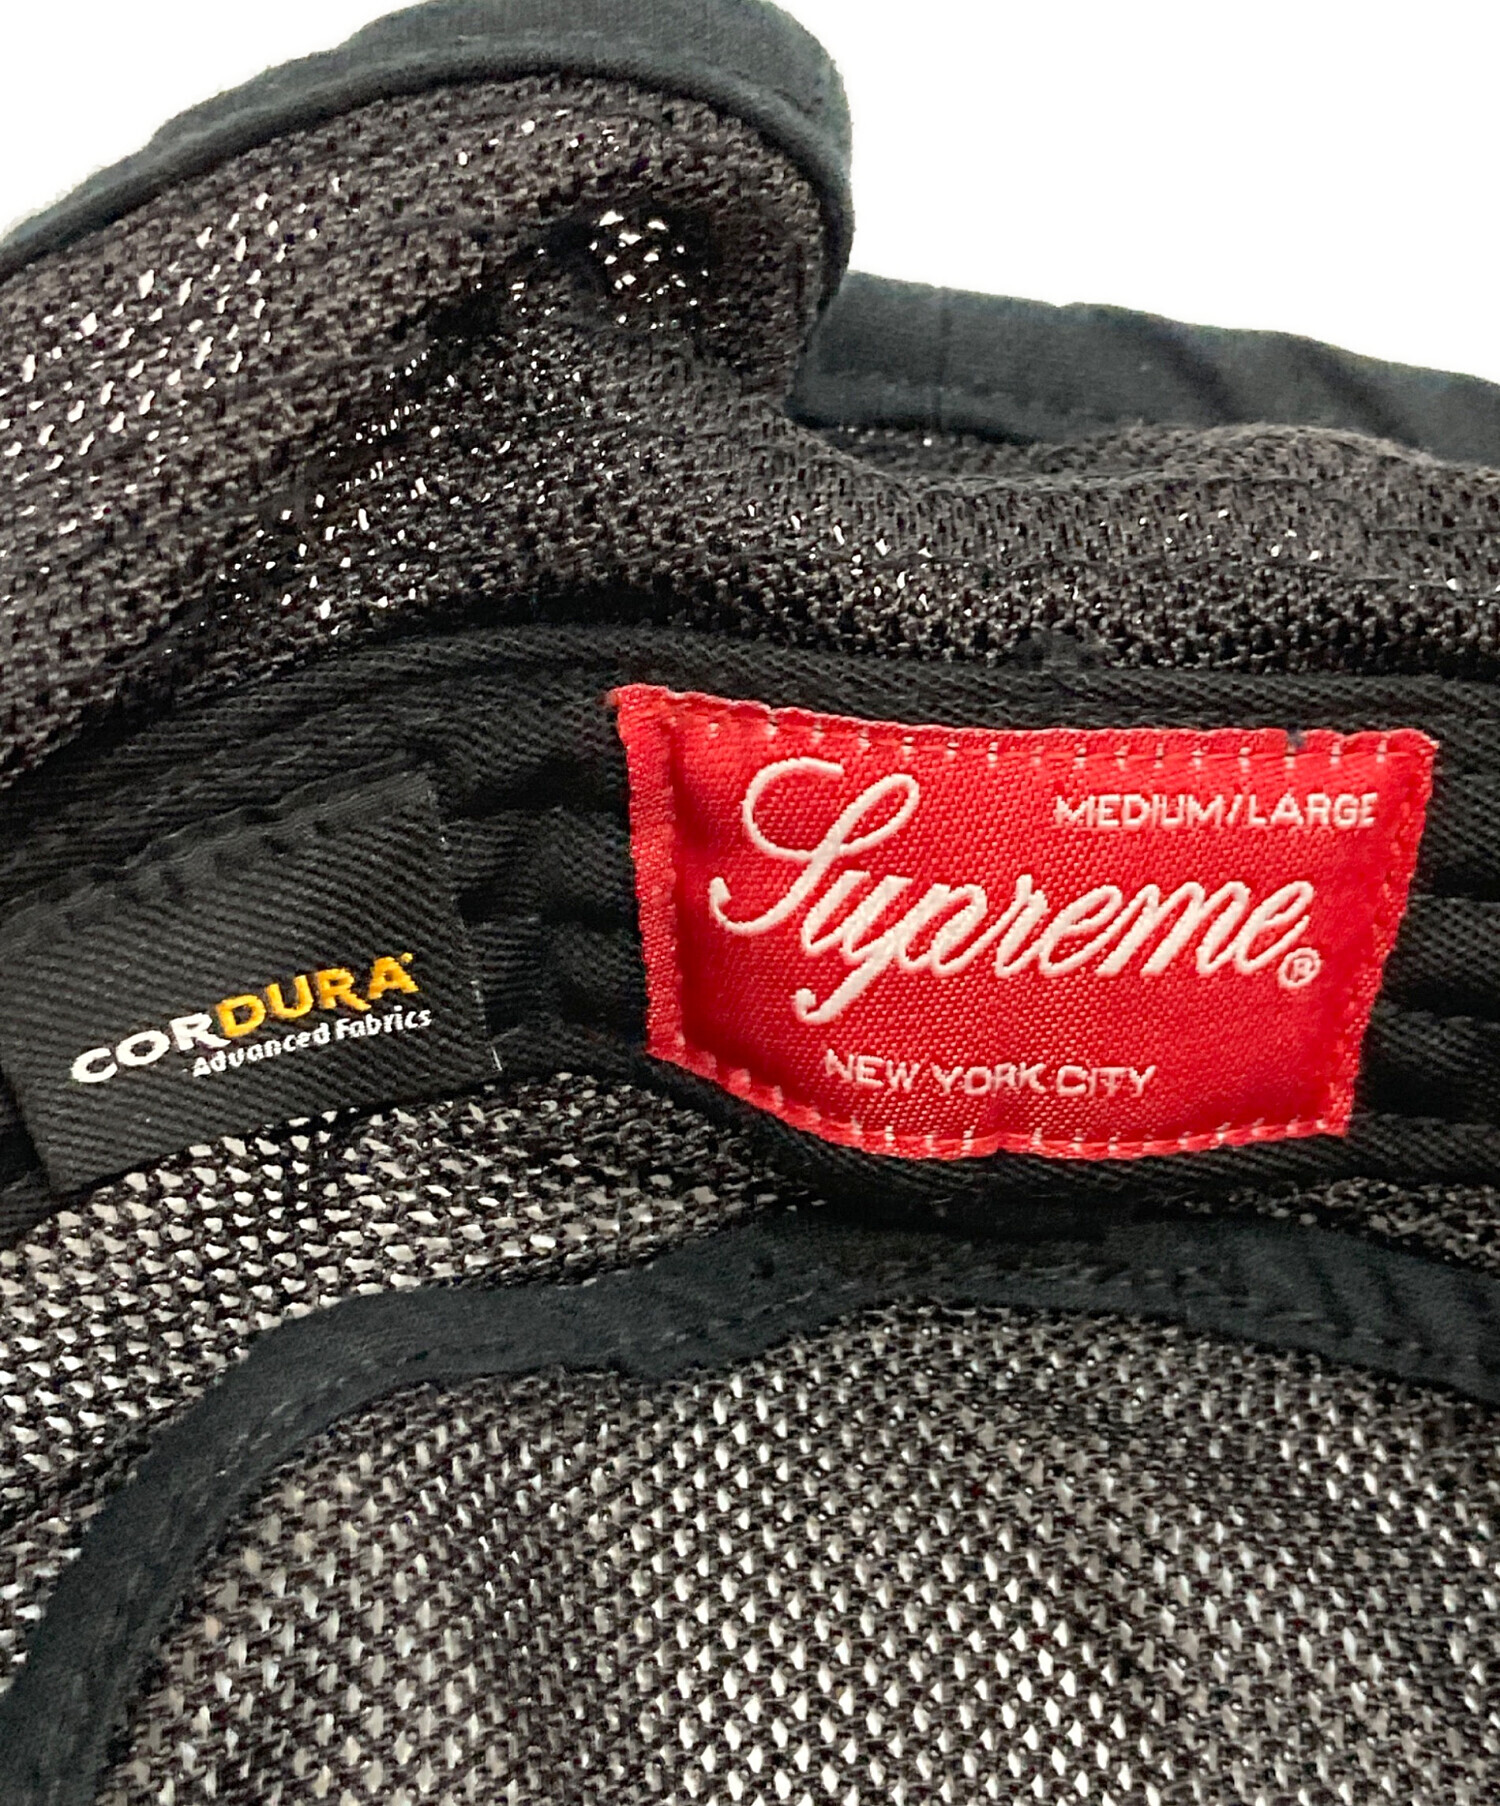 MEDIUM/LARGE
Supreme®
NEW YORK CITY
CORDURA®
Advanced Fabrics